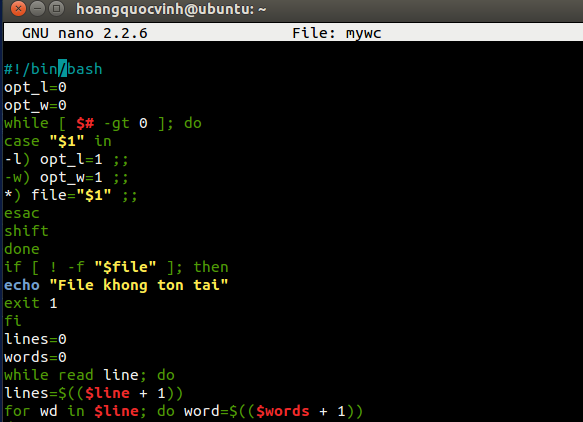 hoangquocvinh@ubuntu: ~
GNU nano 2.2.6 File: mywc
#!/bin/bash
opt_l=0
opt_w=0
while [ $# -gt 0 ]; do
case "$1" in
-l) opt_l=1 ;;
-w) opt_w=1 ;;
*) file="$1" ;;
esac
shift
done
if [ ! -f "$file" ]; then
echo "File khong ton tai"
exit 1
fi
lines=0
words=0
while read line; do
lines=$(($line + 1))
for wd in $line; do word=$(($words + 1))